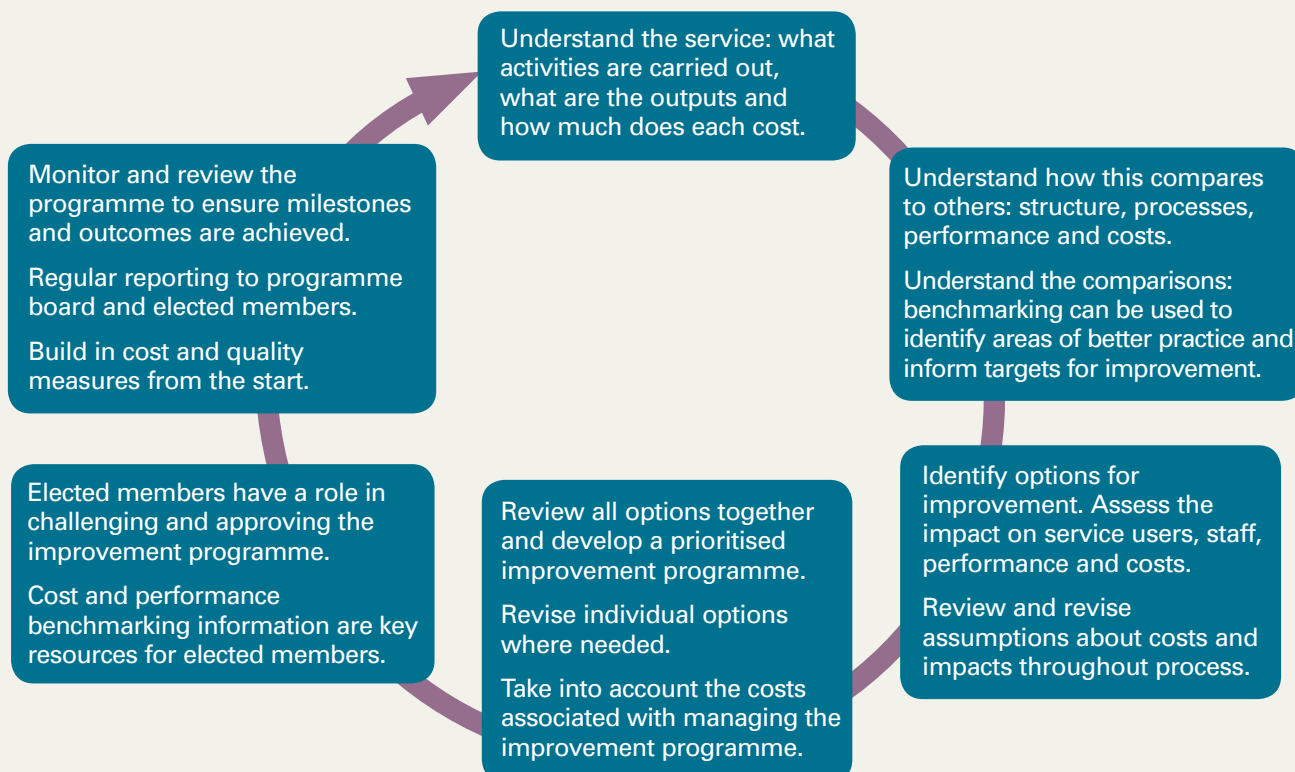 Understand the service: what
activities are carried out,
what are the outputs and
how much does each cost.
Understand how this compares
to others: structure, processes,
performance and costs.
Understand the comparisons:
benchmarking can be used to
identify areas of better practice and
inform targets for improvement.
Identify options for
improvement. Assess the
impact on service users, staff,
performance and costs.
Review and revise
assumptions about costs and
impacts throughout process.
Review all options together
and develop a prioritised
improvement programme.
Revise individual options
where needed.
Take into account the costs
associated with managing the
improvement programme.
Elected members have a role in
challenging and approving the
improvement programme.
Cost and performance
benchmarking information are key
resources for elected members.
Monitor and review the
programme to ensure milestones
and outcomes are achieved.
Regular reporting to programme
board and elected members.
Build in cost and quality
measures from the start.